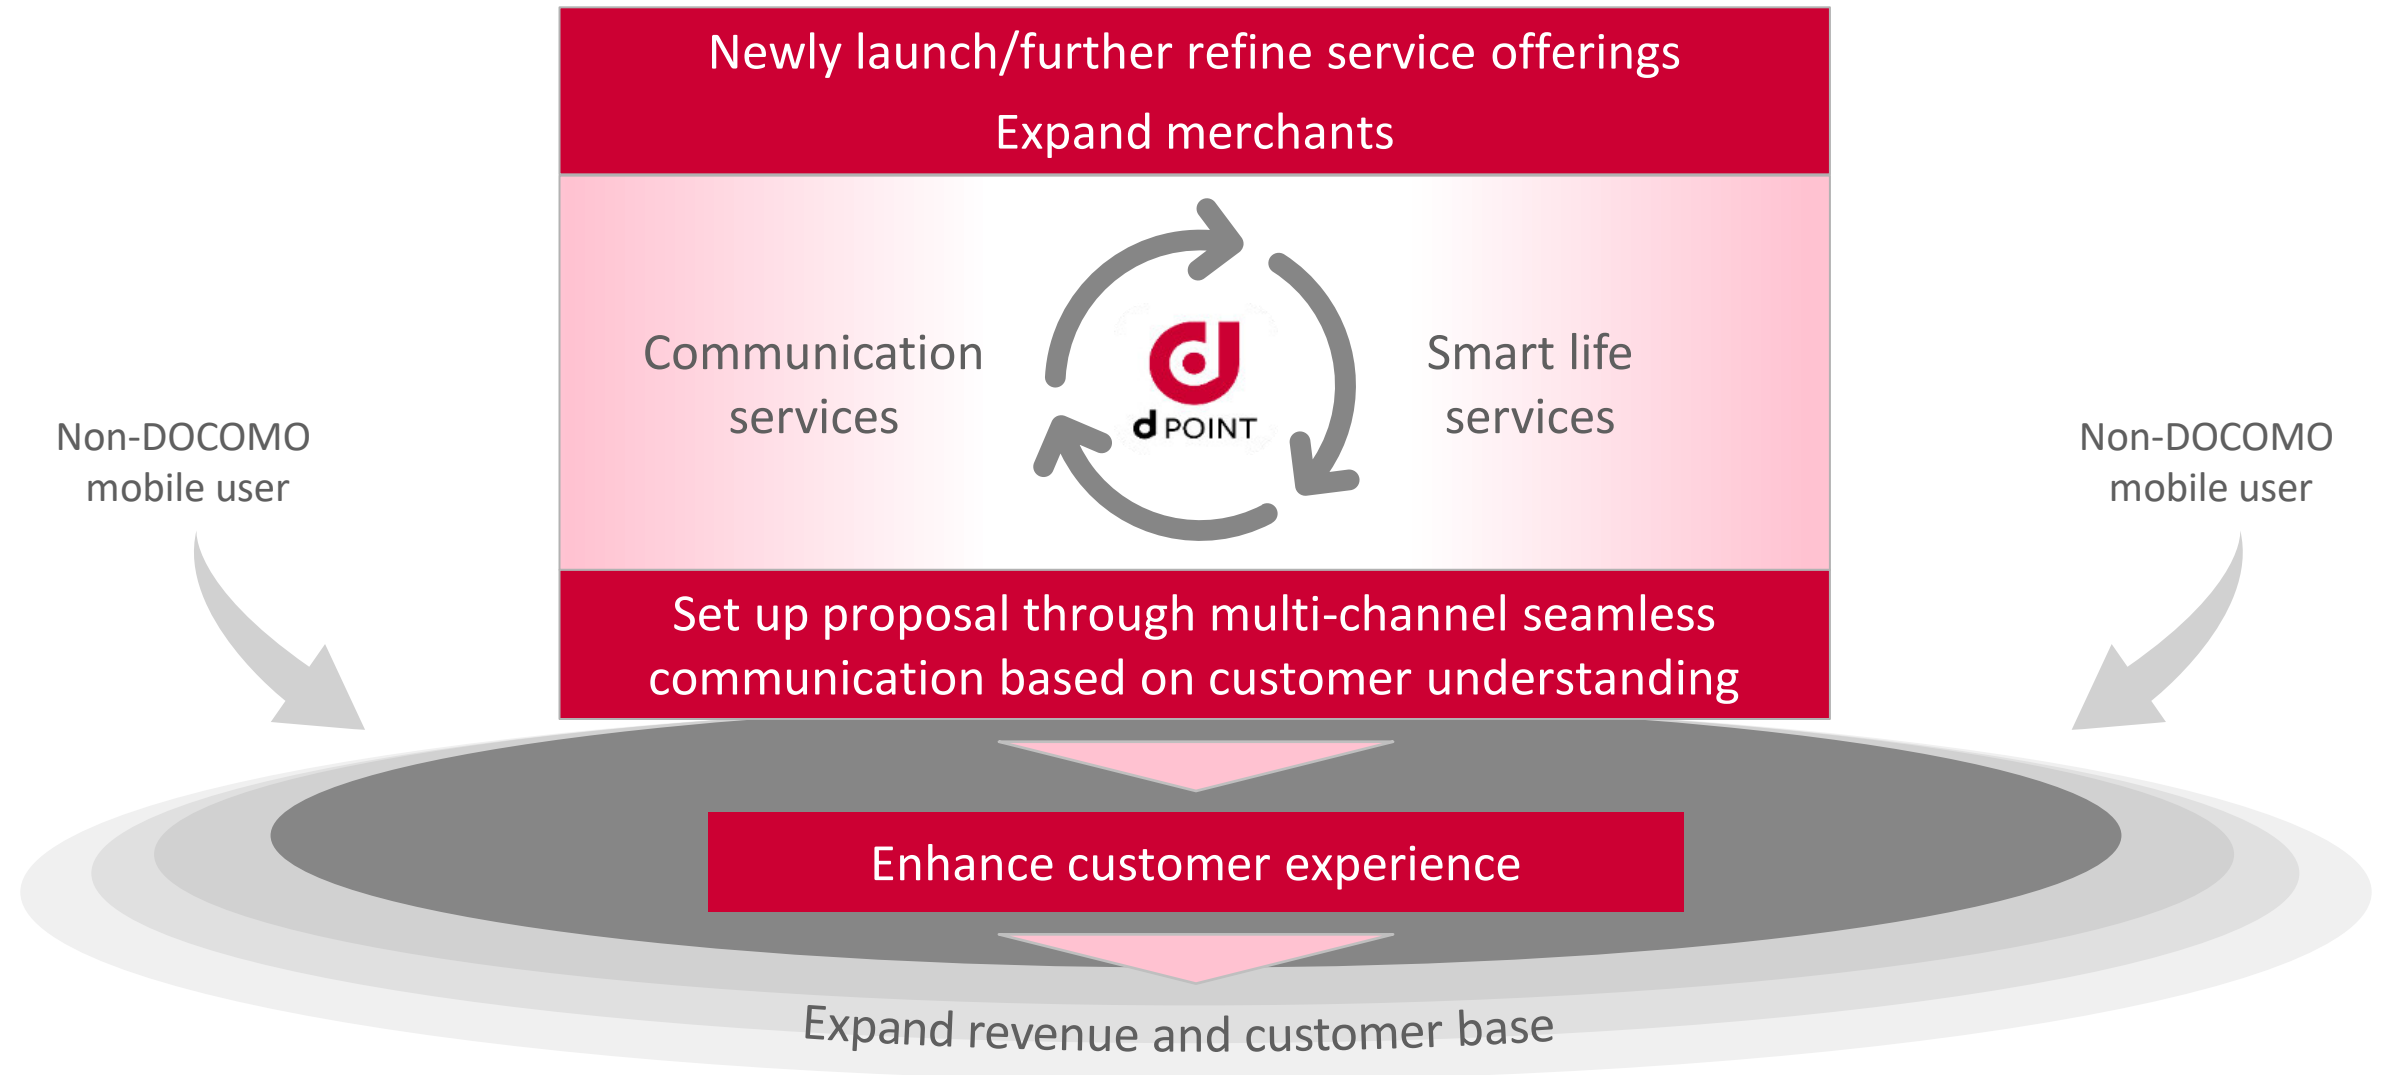 Newly launch/further refine service offerings
Expand merchants
Communication
services
d POINT
Smart life
services
Non-DOCOMO
mobile user
Non-DOCOMO
mobile user
Set up proposal through multi-channel seamless
communication based on customer understanding
Enhance customer experience
Expand revenue and customer base